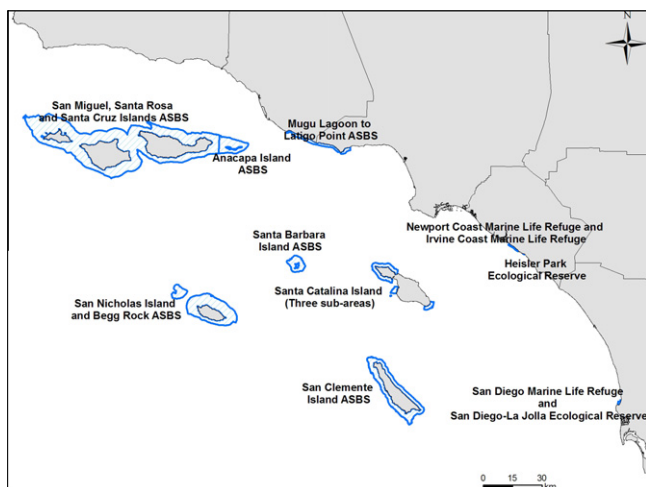 N
San Miguel, Santa Rosa
and Santa Cruz Islands ASBS
Mugu Lagoon to
Latigo Point ASBS
Anacapa Island
ASBS
Newport Coast Marine Life Refuge and
Irvine Coast Marine Life Refuge
Santa Barbara
Island ASBS
Heisler Park
Ecological Reserve
Santa Catalina Island
(Three sub-areas)
San Nicholas Island
and Begg Rock ASBS
San Clemente
Island ASBS
San Diego Marine Life Refuge
and
San Diego-La Jolla Ecological Reserve
0 15 30
km